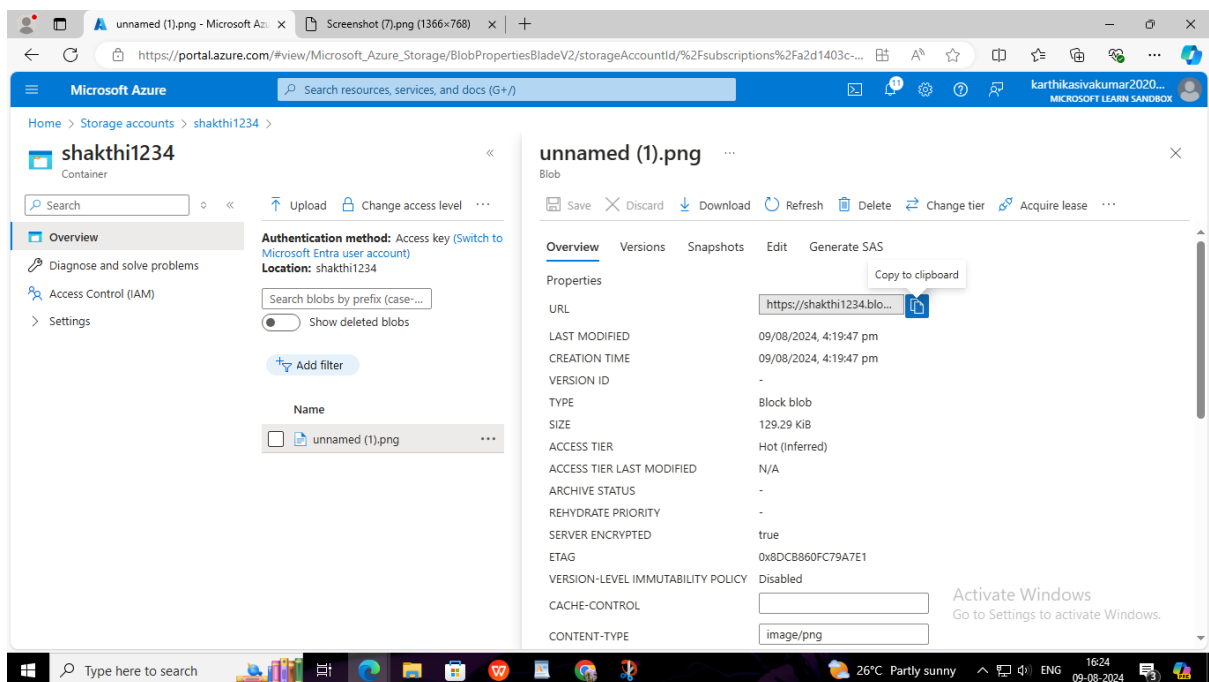 unnamed (1).png - Microsoft Az
Screenshot (7).png (1366×768)
https://portal.azure.com/#view/Microsoft_Azure_Storage/BlobPropertiesBladeV2/storageAccountId/%2Fsubscriptions%2Fa2d1403c-...
Microsoft Azure
Search resources, services, and docs (G+/)
11
karthikasivakumar2020...
MICROSOFT LEARN SANDBOX
Home > Storage accounts > shakthi1234 >
shakthi1234
Container
Search
Overview
Diagnose and solve problems
Access Control (IAM)
Settings
Upload Change access level ...
Authentication method: Access key (Switch to
Microsoft Entra user account)
Location: shakthi1234
Search blobs by prefix (case-...
Show deleted blobs
Add filter
Name
unnamed (1).png ...
unnamed (1).png ...
Blob
Save Discard Download Refresh Delete Change tier Acquire lease ...
Overview Versions Snapshots Edit Generate SAS
Copy to clipboard
Properties
URL https://shakthi1234.blo...
LAST MODIFIED 09/08/2024, 4:19:47 pm
CREATION TIME 09/08/2024, 4:19:47 pm
VERSION ID -
TYPE Block blob
SIZE 129.29 KiB
ACCESS TIER Hot (Inferred)
ACCESS TIER LAST MODIFIED N/A
ARCHIVE STATUS -
REHYDRATE PRIORITY -
SERVER ENCRYPTED true
ETAG 0x8DCB860FC79A7E1
VERSION-LEVEL IMMUTABILITY POLICY Disabled
CACHE-CONTROL
CONTENT-TYPE image/png
Activate Windows
Go to Settings to activate Windows.
Type here to search
26°C Partly sunny
ENG
16:24
09-08-2024
3